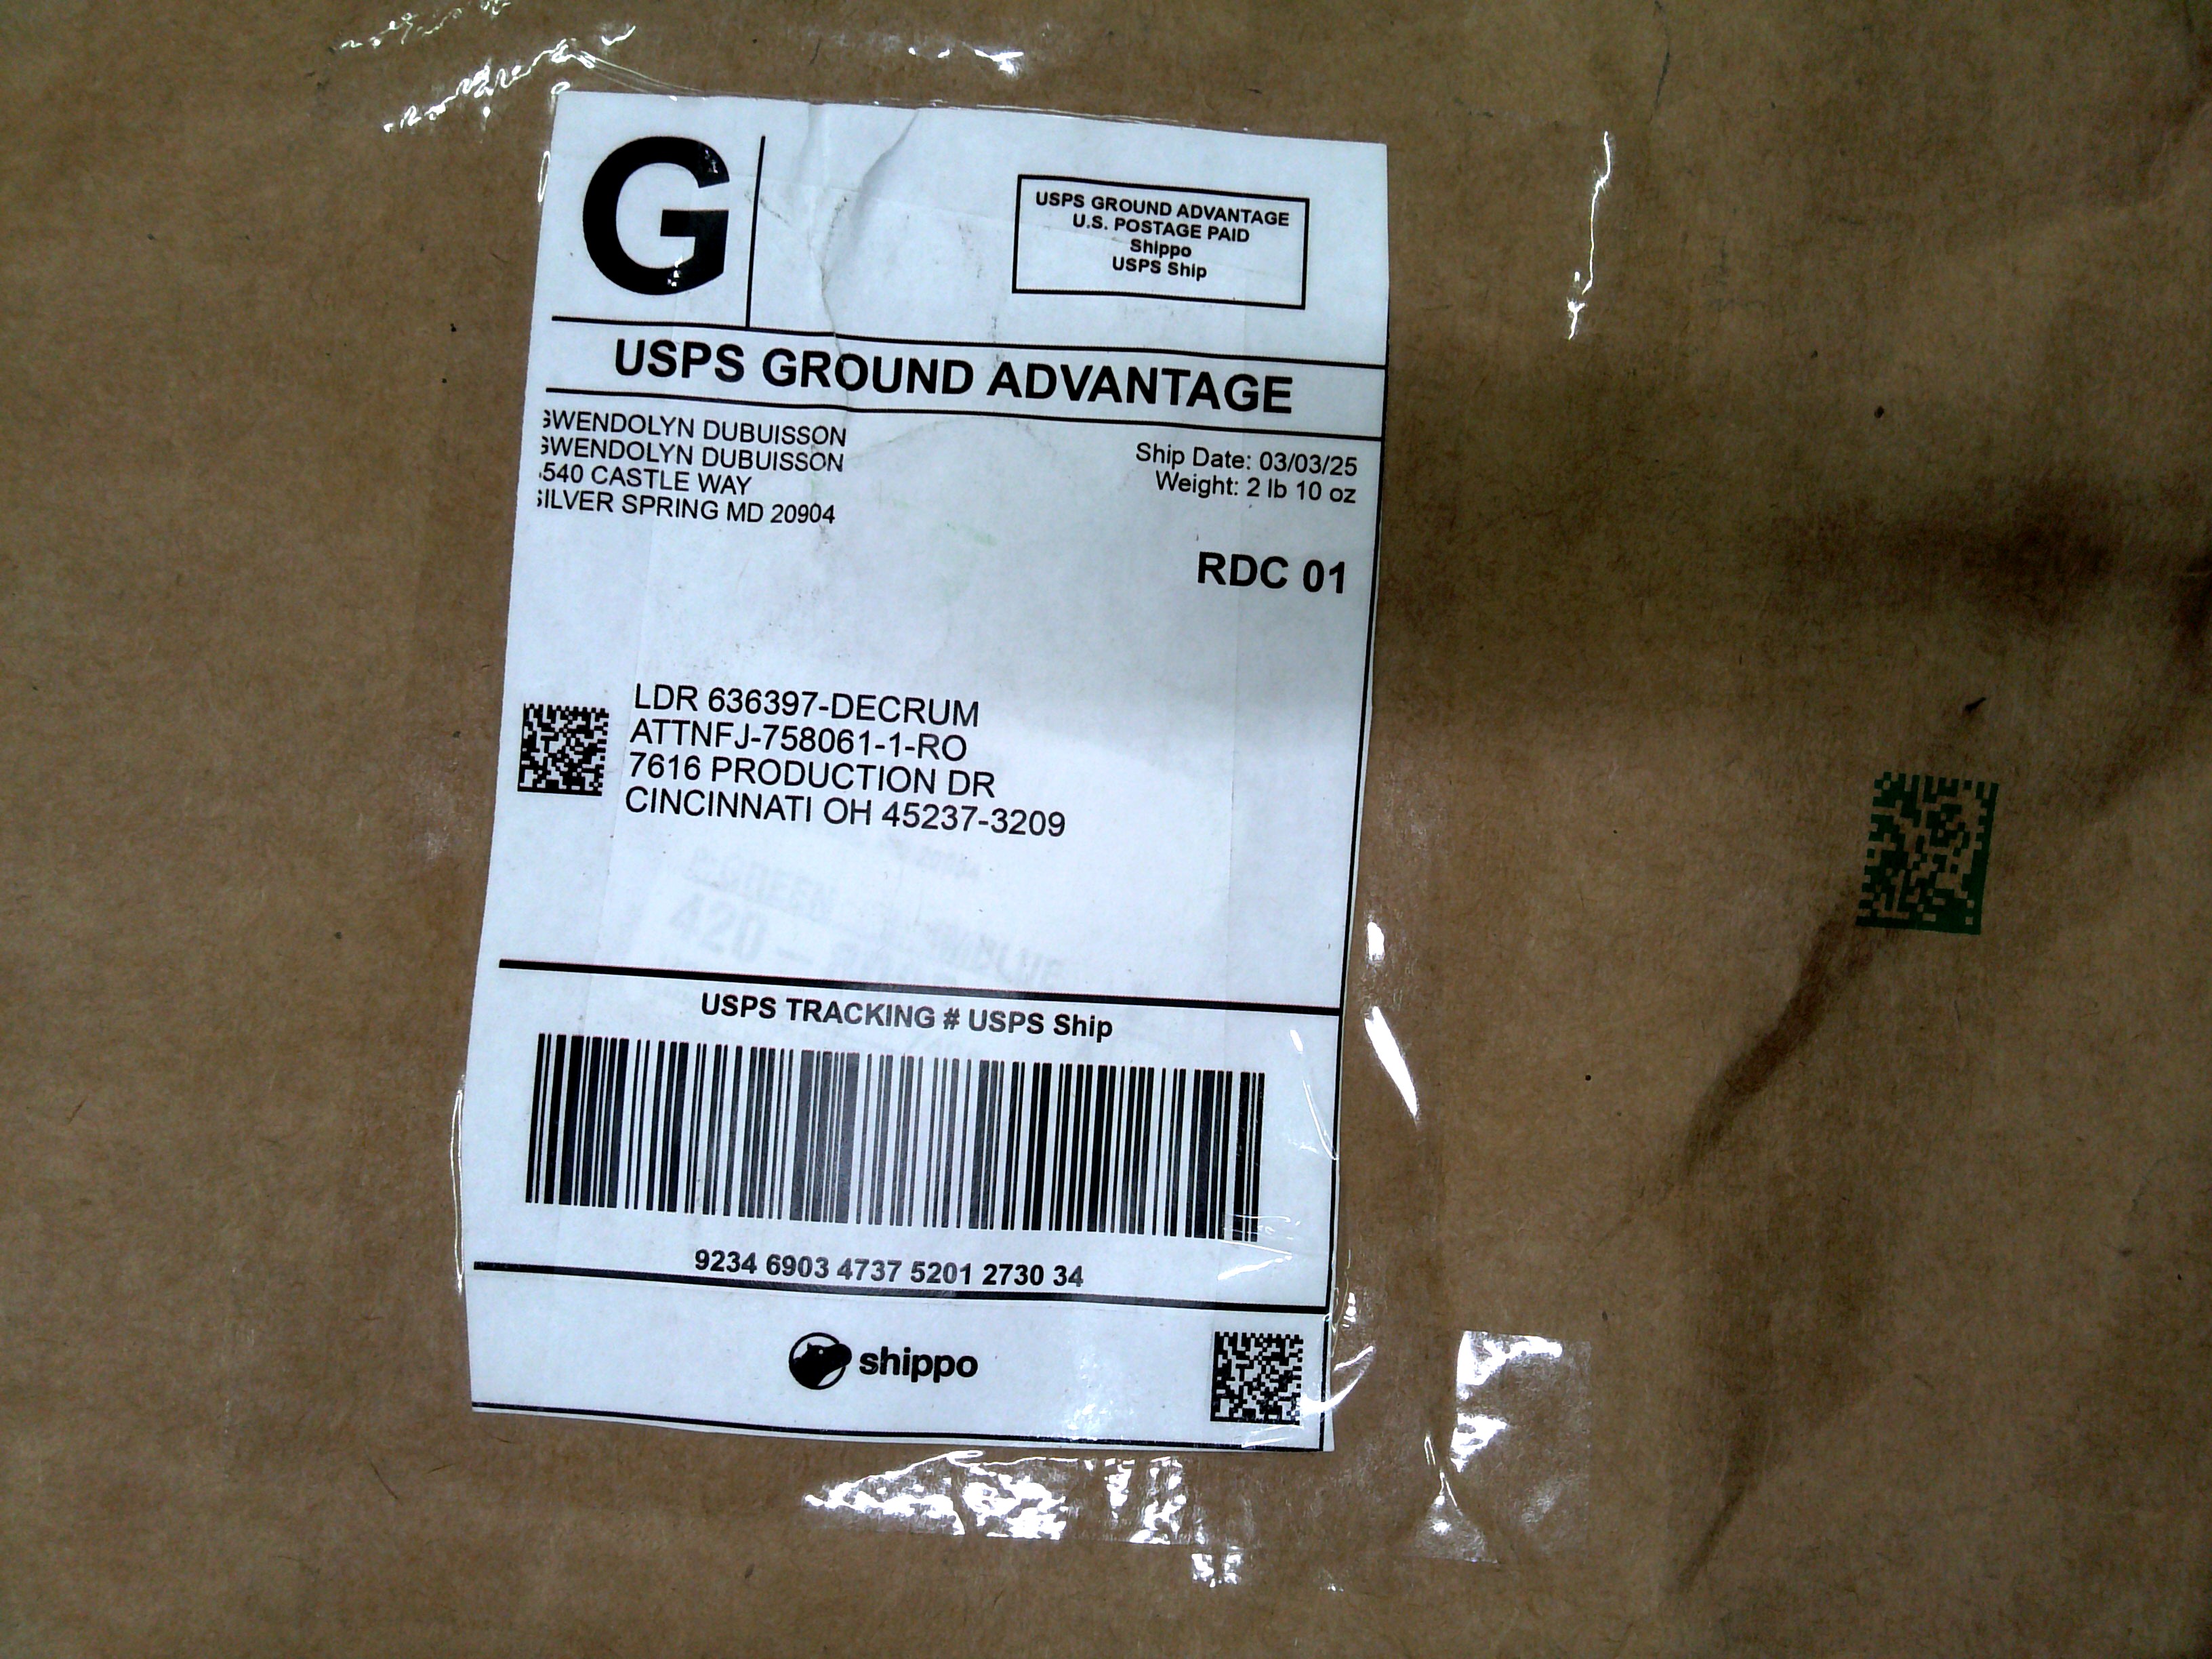 G
USPS GROUND ADVANTAGE
U.S. POSTAGE PAID
Shippo
USPS Ship
USPS GROUND ADVANTAGE
GWENDOLYN DUBUISSON
GWENDOLYN DUBUISSON
540 CASTLE WAY
SILVER SPRING MD 20904
Ship Date: 03/03/25
Weight: 2 lb 10 oz
RDC 01
LDR 636397-DECRUM
ATTNFJ-758061-1-RO
7616 PRODUCTION DR
CINCINNATI OH 45237-3209
USPS TRACKING # USPS Ship
9234 6903 4737 5201 2730 34
shippo